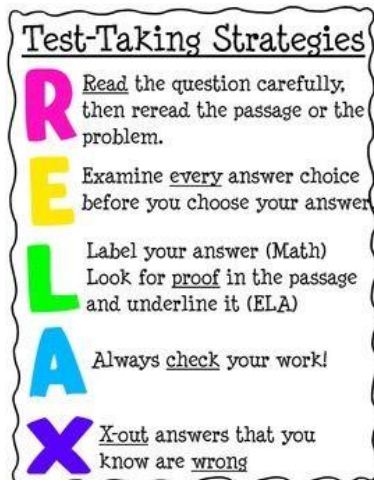 Test-Taking Strategies
R Read the question carefully,
then reread the passage or the
problem.
E Examine every answer choice
before you choose your answer
L Label your answer (Math)
Look for proof in the passage
and underline it (ELA)
A Always check your work!
X X-out answers that you
know are wrong